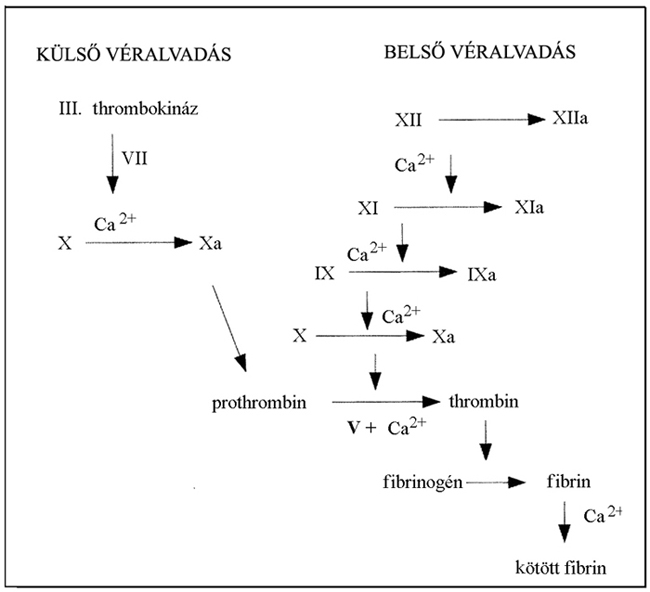 KÜLSŐ VÉRALVADÁS
BELSŐ VÉRALVADÁS
III. thrombokináz
XII
XIIa
VII
Ca2+
XI
XIa
Ca2+
X
Xa
Ca2+
IX
IXa
Ca2+
X
Xa
prothrombin
thrombin
V + Ca2+
fibrinogén
fibrin
Ca2+
kötött fibrin